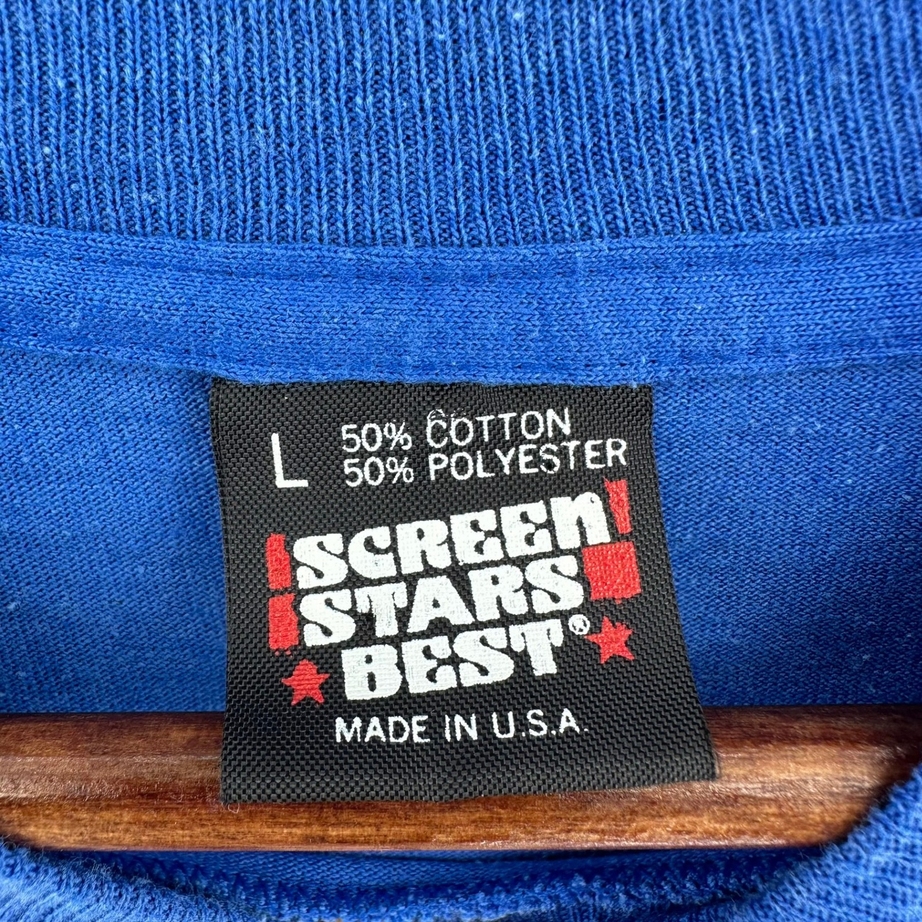 L 50% COTTON
50% POLYESTER
SCREEN
STARS
BEST®
MADE IN U.S.A.